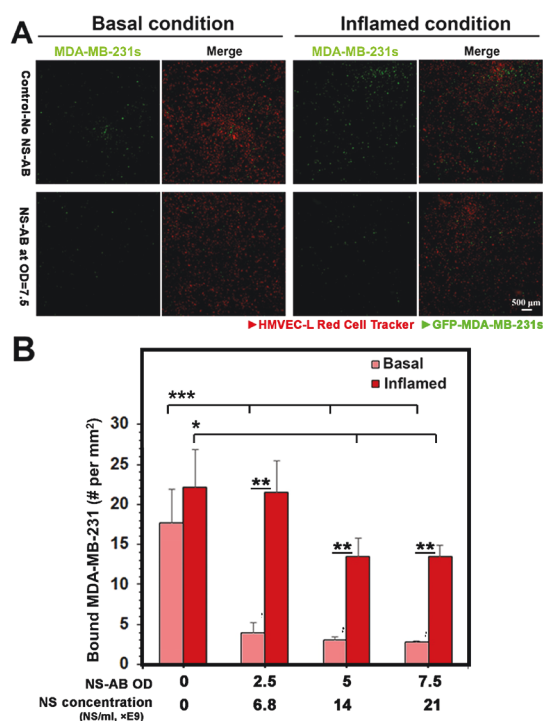 Basal condition Inflamed condition
A
MDA-MB-231s Merge MDA-MB-231s Merge
Control-No NS-AB
NS-AB at OD=7.5
500 μm
►HMVEC-L Red Cell Tracker ►GFP-MDA-MB-231s
B
Basal
Inflamed
Bound MDA-MB-231 (# per mm²)
30
25
20
15
10
5
0
***
*
** ** **
NS-AB OD 0 2.5 5 7.5
NS concentration 0 6.8 14 21
(NS/ml, ×E9)